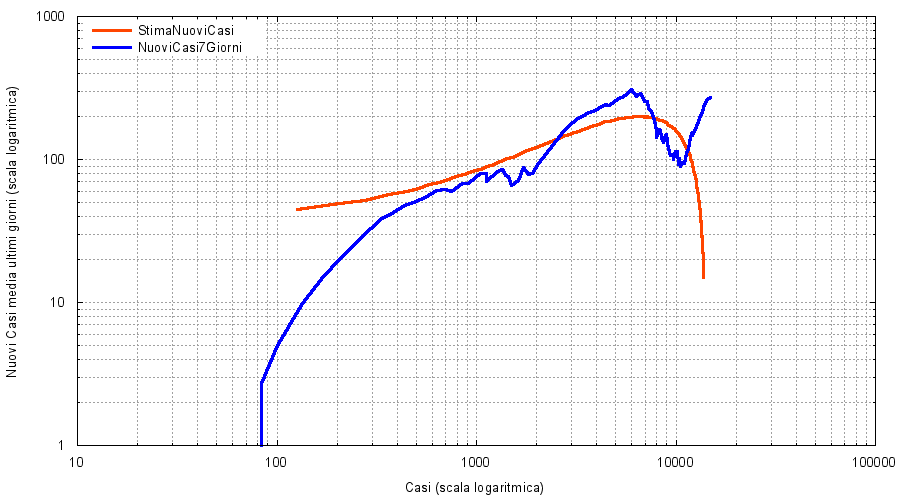 1000
StimaNuoviCasi
NuoviCasi7Giorni
100
10
1
Nuovi Casi media ultimi giorni (scala logaritmica)
10 100 1000 10000 100000
Casi (scala logaritmica)